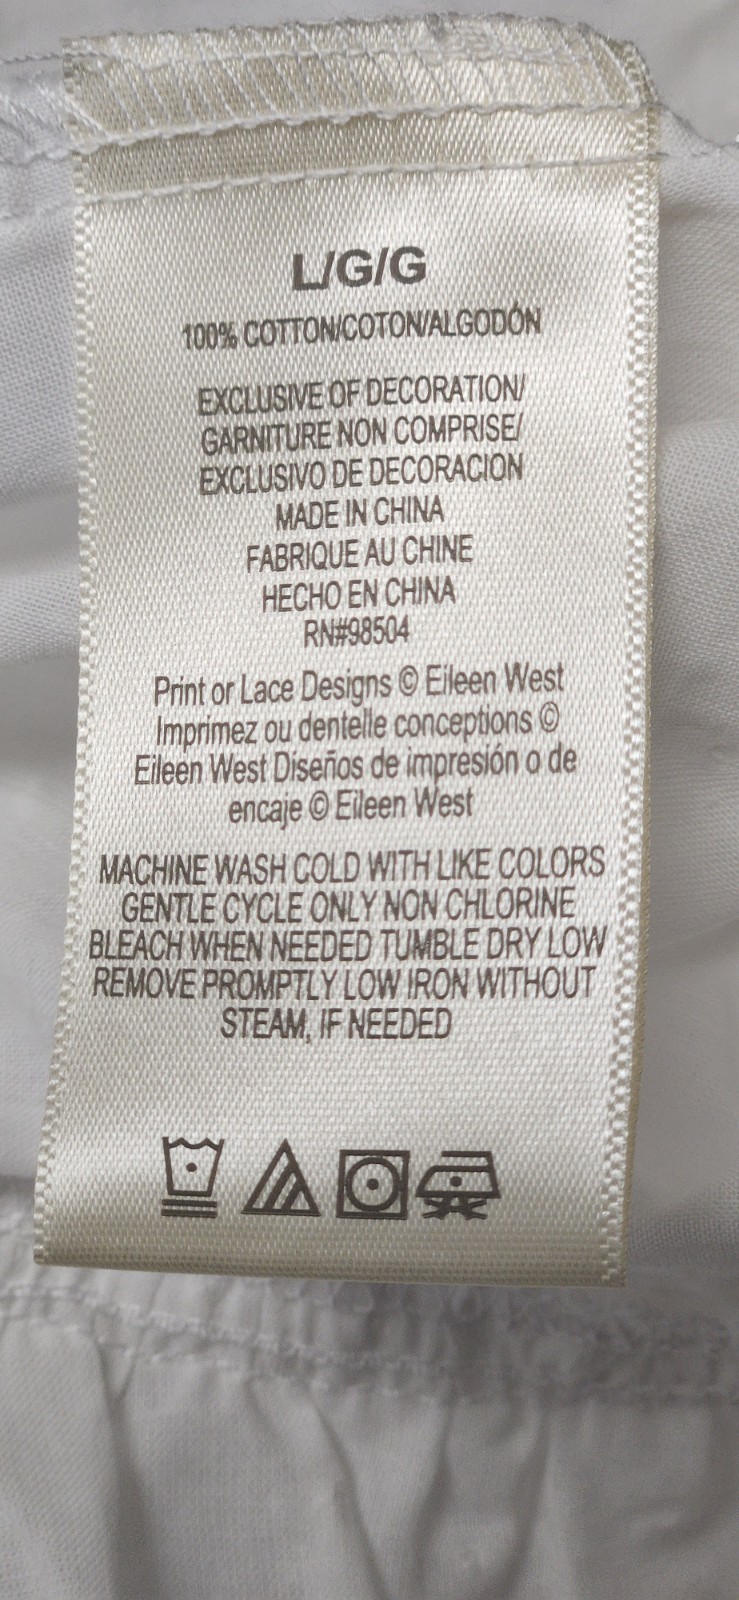 L/G/G
100% COTTON/COTON/ALGODÓN
EXCLUSIVE OF DECORATION/
GARNITURE NON COMPRISE/
EXCLUSIVO DE DECORACION
MADE IN CHINA
FABRIQUE AU CHINE
HECHO EN CHINA
RN#98504
Print or Lace Designs © Eileen West
Imprimez ou dentelle conceptions ©
Eileen West Diseños de impresión o de
encaje © Eileen West
MACHINE WASH COLD WITH LIKE COLORS
GENTLE CYCLE ONLY NON CHLORINE
BLEACH WHEN NEEDED TUMBLE DRY LOW
REMOVE PROMPTLY LOW IRON WITHOUT
STEAM, IF NEEDED